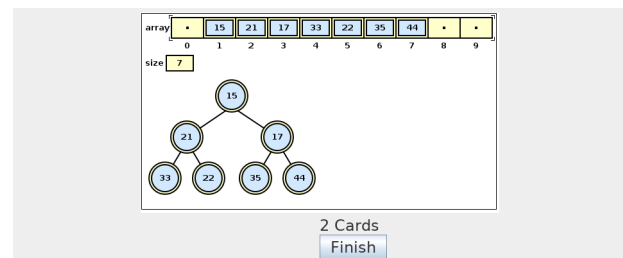 array · 15 21 17 33 22 35 44 · ·
0 1 2 3 4 5 6 7 8 9
size 7
15
21 17
33 22 35 44
2 Cards
Finish